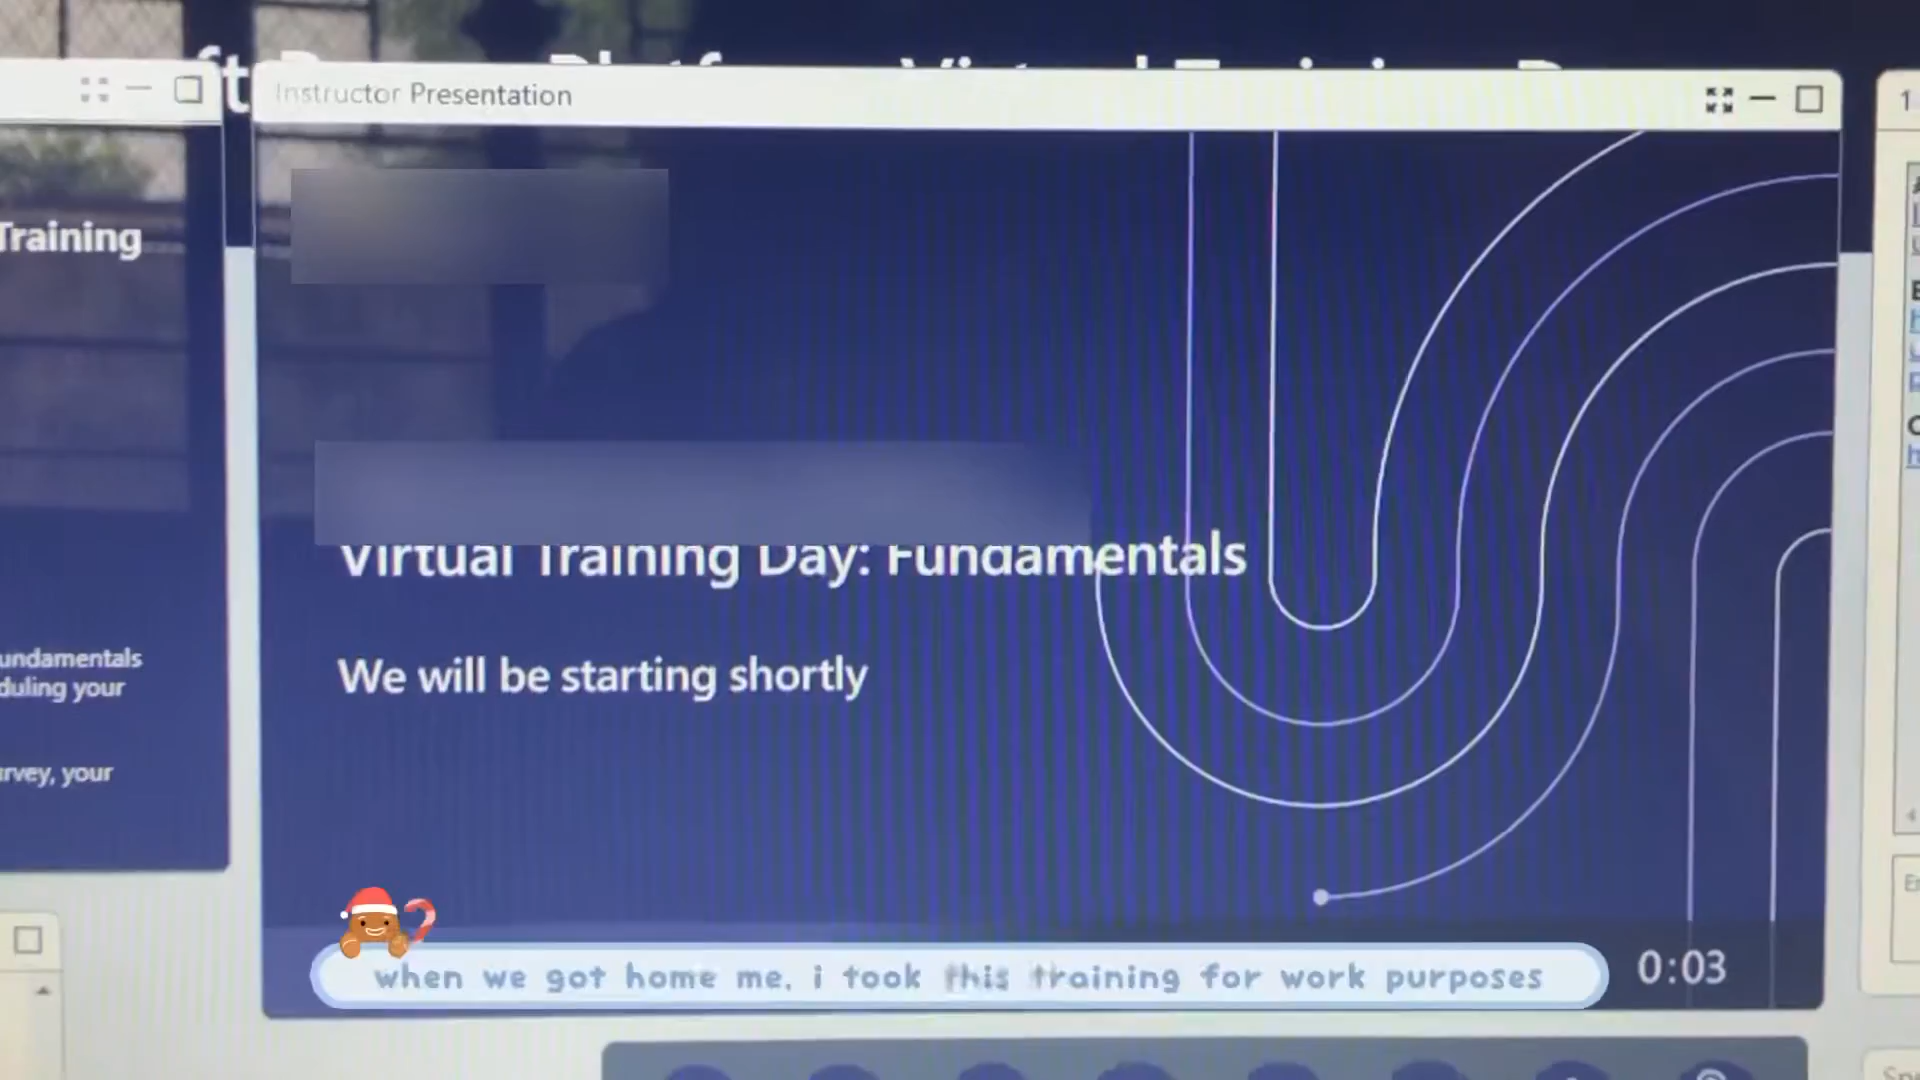 Instructor Presentation
Training
Virtual Training Day: Fundamentals
We will be starting shortly
undamentals
duling your
urvey, your
0:03
when we got home me, i took this training for work purposes